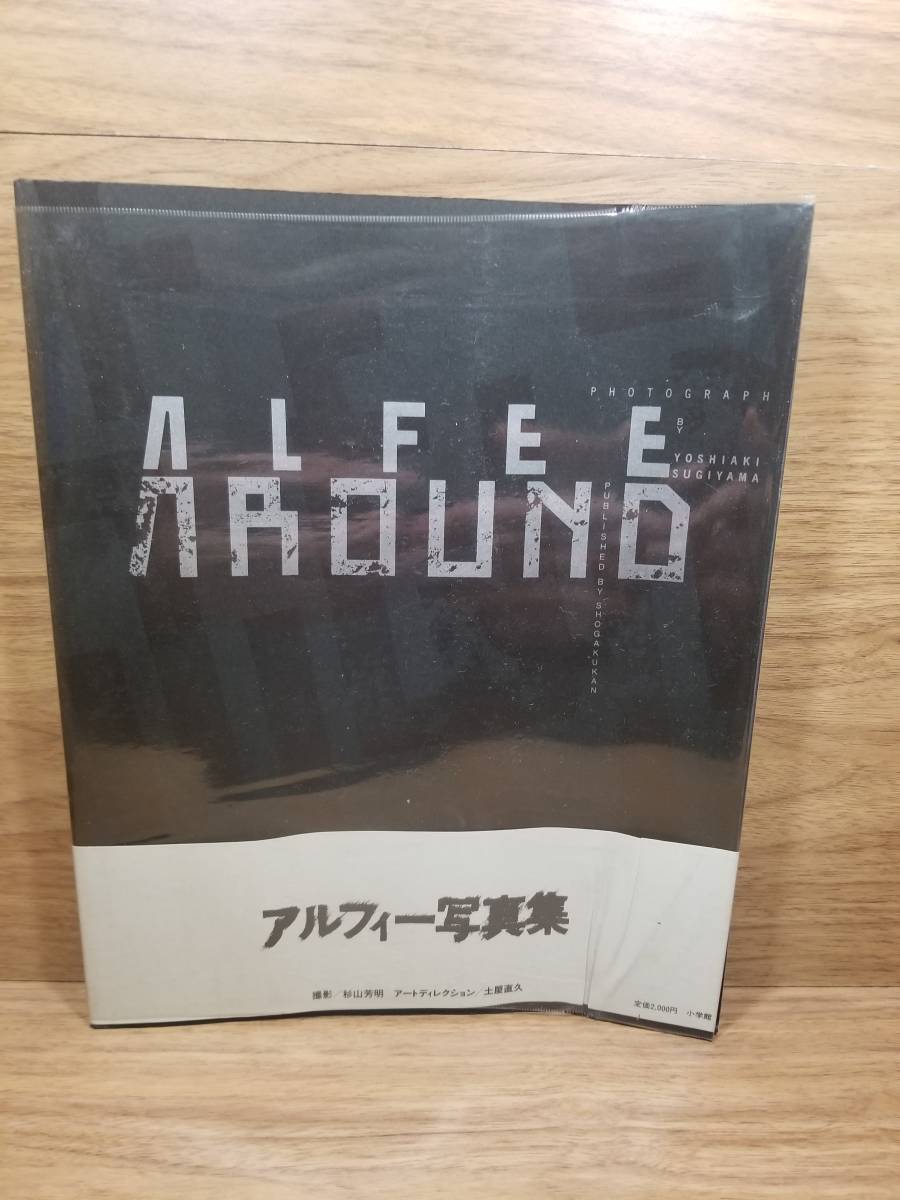 ALFEE
AROUND
PHOTOGRAPH
BY
YOSHIAKI
SUGIYAMA
PUBLISHED BY SHOGAKUKAN
アルフィー写真集
撮影／杉山芳明 アートディレクション／土屋直久
定価2,000円 小学館